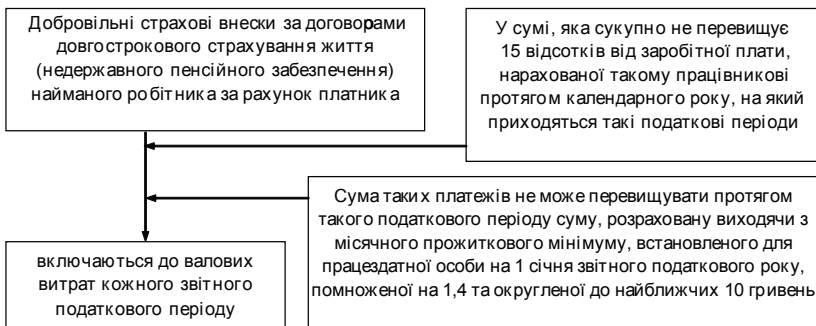 Добровільні страхові внески за договорами
довгострокового страхування життя
(недержавного пенсійного забезпечення)
найманого робітника за рахунок платника
У сумі, яка сукупно не перевищує
15 відсотків від заробітної плати,
нарахованої такому працівникові
протягом календарного року, на який
приходяться такі податкові періоди
Сума таких платежів не може перевищувати протягом
такого податкового періоду суму, розраховану виходячи з
місячного прожиткового мінімуму, встановленого для
працездатної особи на 1 січня звітного податкового року,
помноженої на 1,4 та округленої до найближчих 10 гривень
включаються до валових
витрат кожного звітного
податкового періоду